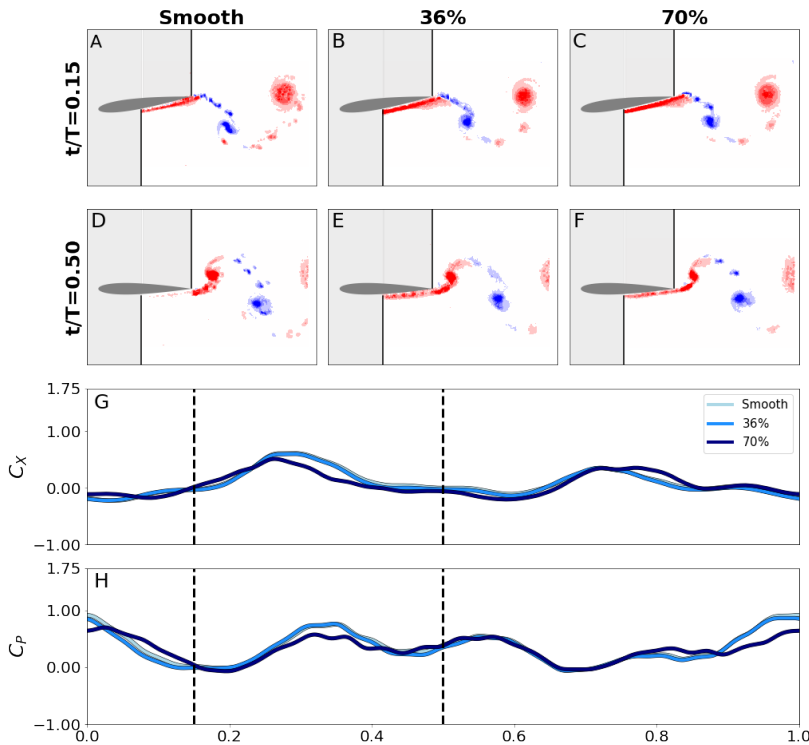 Smooth 36% 70%
t/T=0.15
A B C
t/T=0.50
D E F
G
1.75
1.00
0.00
−1.00
C_X
Smooth
36%
70%
H
1.75
1.00
0.00
−1.00
C_P
0.0 0.2 0.4 0.6 0.8 1.0